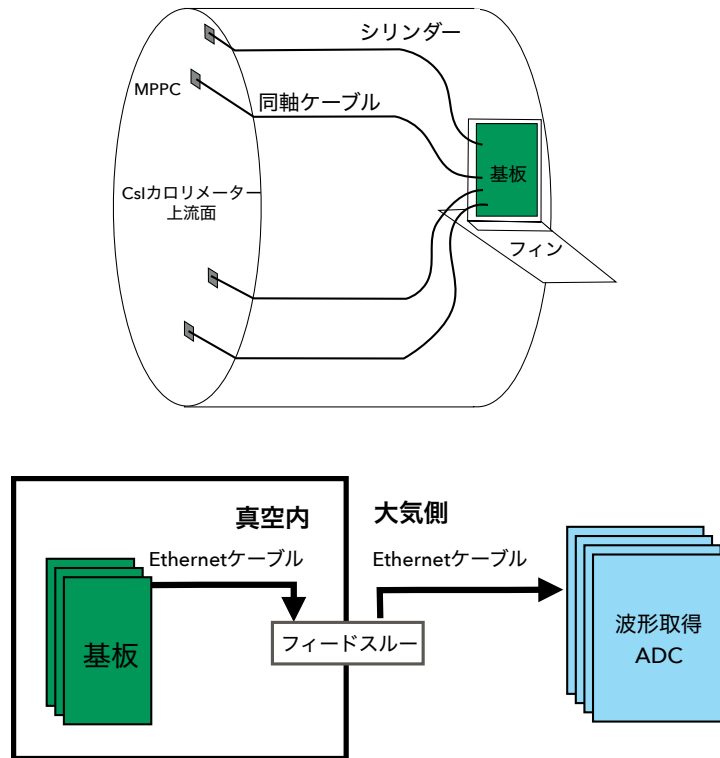 シリンダー
MPPC
同軸ケーブル
基板
CsIカロリメーター
上流面
フィン
真空内
大気側
Ethernetケーブル
Ethernetケーブル
フィードスルー
基板
波形取得
ADC